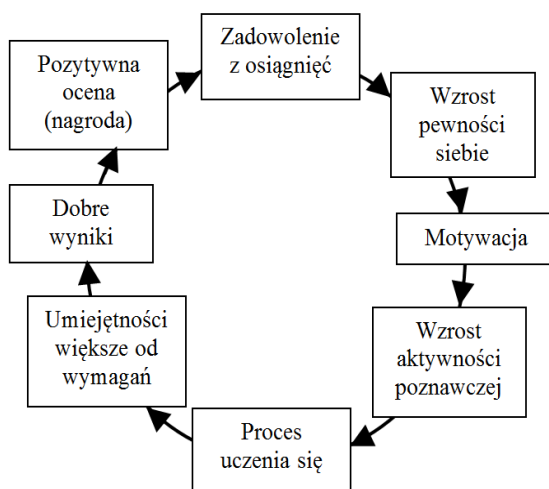 Zadowolenie
z osiągnięć
Wzrost
pewności
siebie
Motywacja
Wzrost
aktywności
poznawczej
Proces
uczenia się
Umiejętności
większe od
wymagań
Dobre
wyniki
Pozytywna
ocena
(nagroda)